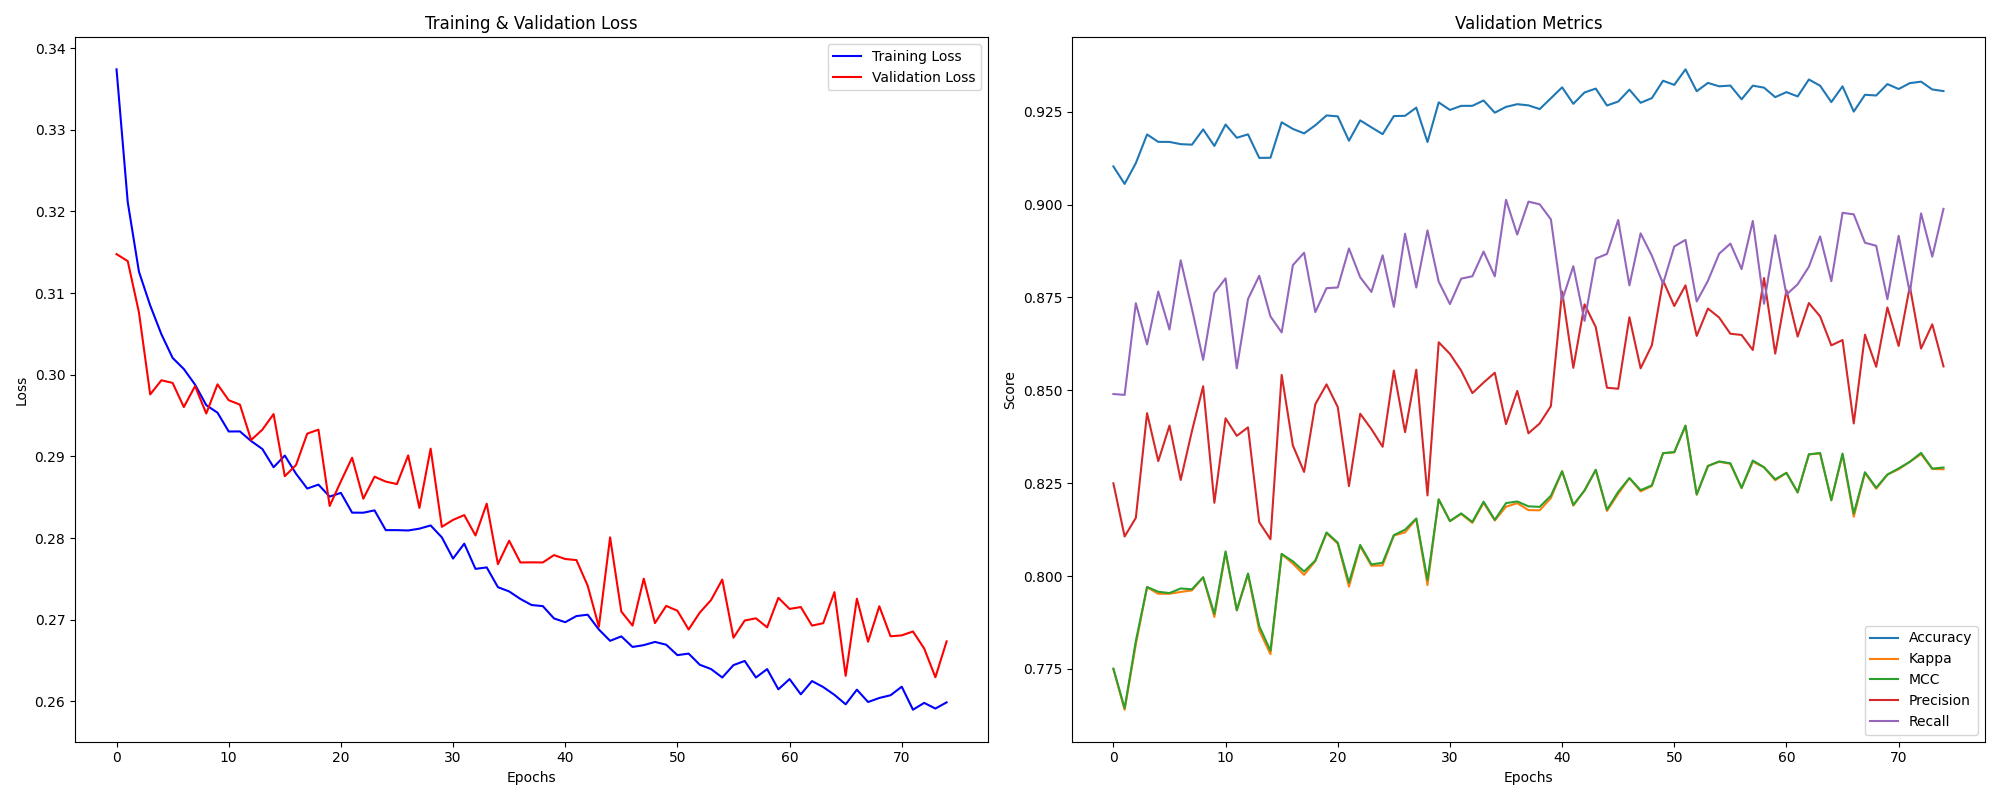 Training & Validation Loss
Training Loss
Validation Loss
0.34
0.33
0.32
0.31
0.30
0.29
0.28
0.27
0.26
Loss
0 10 20 30 40 50 60 70
Epochs
Validation Metrics
0.925
0.900
0.875
0.850
0.825
0.800
0.775
Score
Accuracy
Kappa
MCC
Precision
Recall
0 10 20 30 40 50 60 70
Epochs